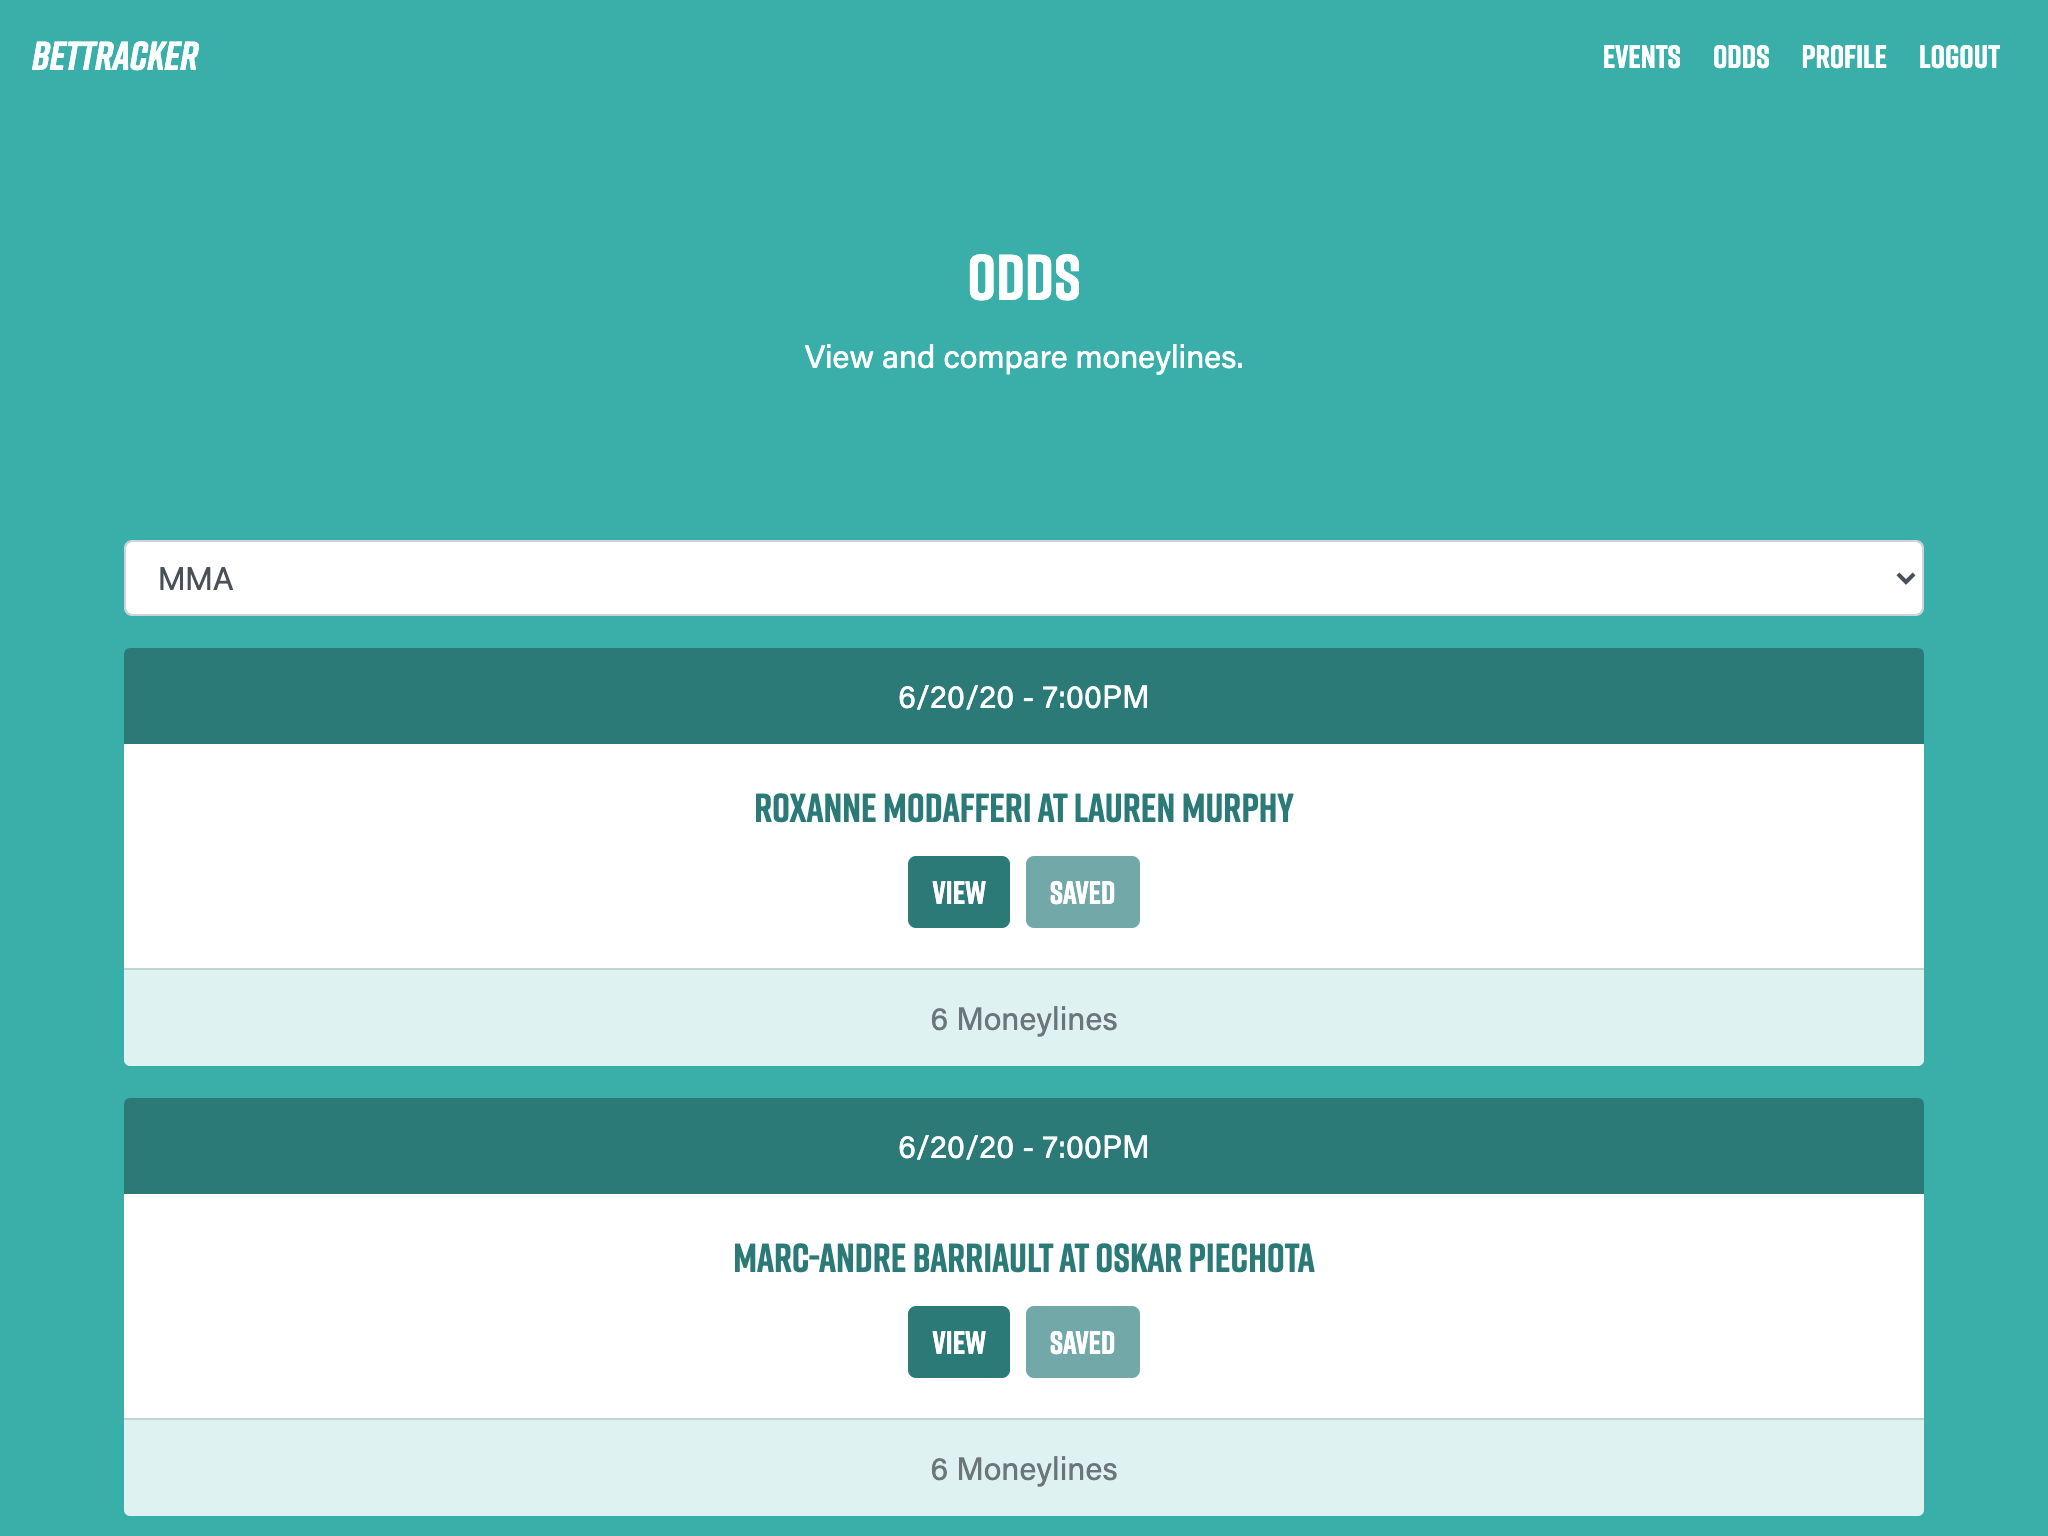 BETTRACKER
EVENTS ODDS PROFILE LOGOUT
ODDS
View and compare moneylines.
MMA
6/20/20 - 7:00PM
ROXANNE MODAFFERI AT LAUREN MURPHY
VIEW SAVED
6 Moneylines
6/20/20 - 7:00PM
MARC-ANDRE BARRIAULT AT OSKAR PIECHOTA
VIEW SAVED
6 Moneylines